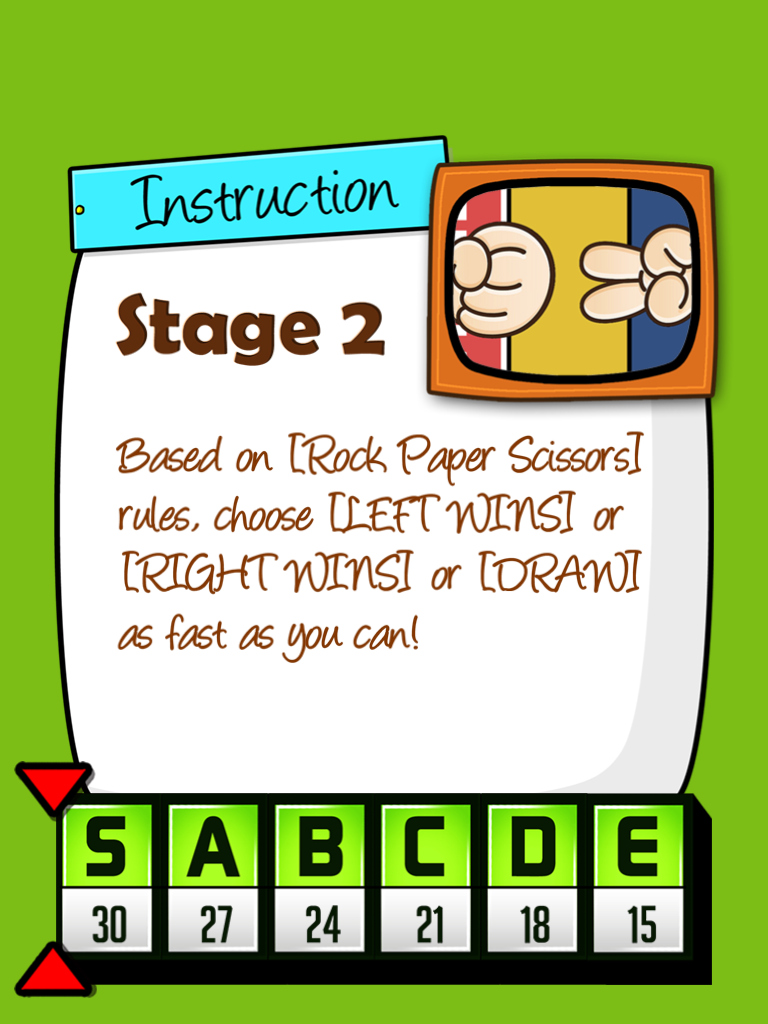 Instruction
Stage 2
Based on [Rock Paper Scissors]
rules, choose [LEFT WINS] or
[RIGHT WINS] or [DRAW]
as fast as you can!
S A B C D E
30 27 24 21 18 15